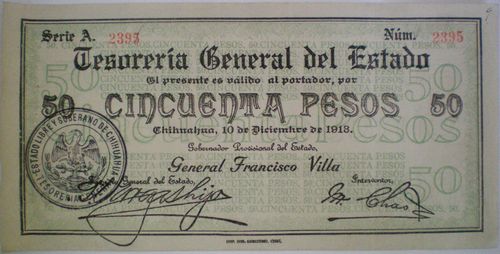 Serie A. 2395 Núm. 2395
Tesorería General del Estado
El presente es válido al portador, por
50 CINCUENTA PESOS 50
Chihuahua, 10 de Diciembre de 1913.
Gobernador Provisional del Estado.
General Francisco Villa
General del Estado, Interventor,
M. Chao
ESTADO LIBRE Y SOBERANO DE CHIHUAHUA
TESORERIA